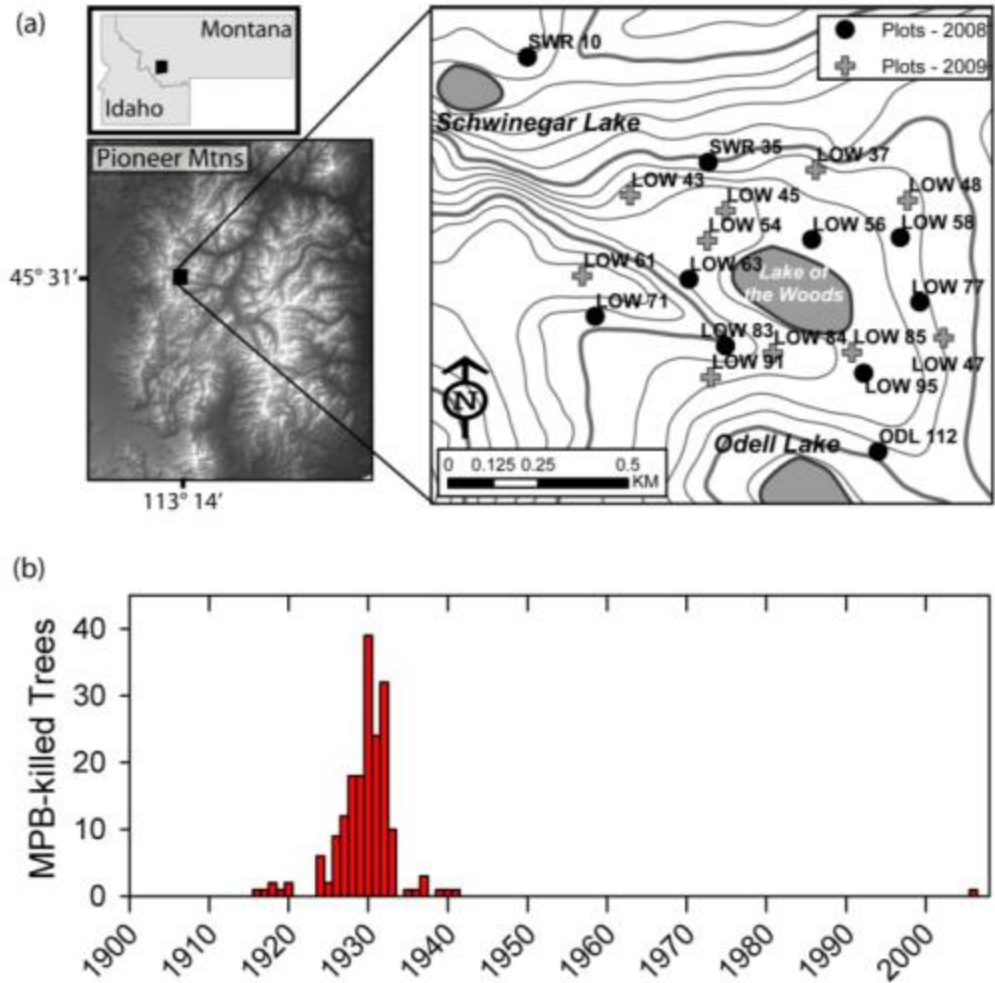 (a)
Montana
Idaho
Pioneer Mtns
45° 31′
113° 14′
Plots - 2008
Plots - 2009
SWR 10
Schwinegar Lake
SWR 35
LOW 37
LOW 43
LOW 45
LOW 48
LOW 54
LOW 56
LOW 58
LOW 61
LOW 63
Lake of
the Woods
LOW 71
LOW 77
LOW 83
LOW 84
LOW 85
LOW 91
LOW 47
LOW 95
N
Odell Lake
ODL 112
0 0.125 0.25 0.5
KM
(b)
MPB-killed Trees
40
30
20
10
0
1900 1910 1920 1930 1940 1950 1960 1970 1980 1990 2000